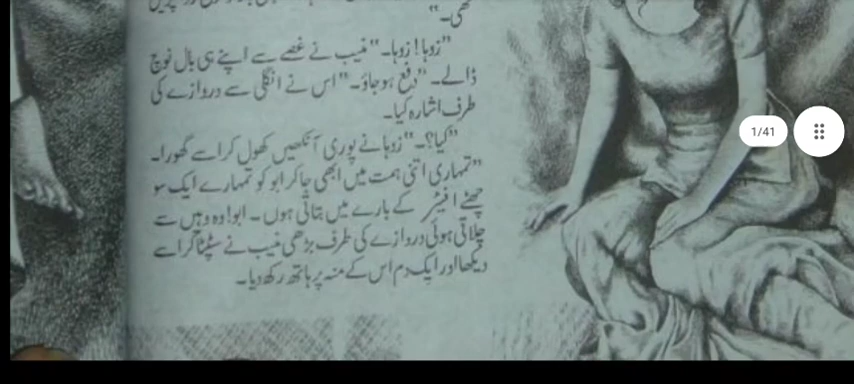 تھی۔"
"زوہا! زوہا۔" منیب نے غصے سے اپنے ہی بال نوچ
ڈالے۔ "دفع ہو جاؤ۔" اس نے انگلی سے دروازے کی
طرف اشارہ کیا۔
"کیا؟۔" زوہا نے پوری آنکھیں کھول کر اسے گھورا۔
"تمہاری اتنی ہمت میں ابھی جا کر ابو کو تمہارے ایک سو
چھٹے افیئر کے بارے میں بتاتی ہوں۔ ابو! وہ وہیں سے
چلاتی ہوئی دروازے کی طرف بڑھی منیب نے سٹپٹا کر اسے
دیکھا اور ایک دم اس کے منہ پر ہاتھ رکھ دیا۔
1/41